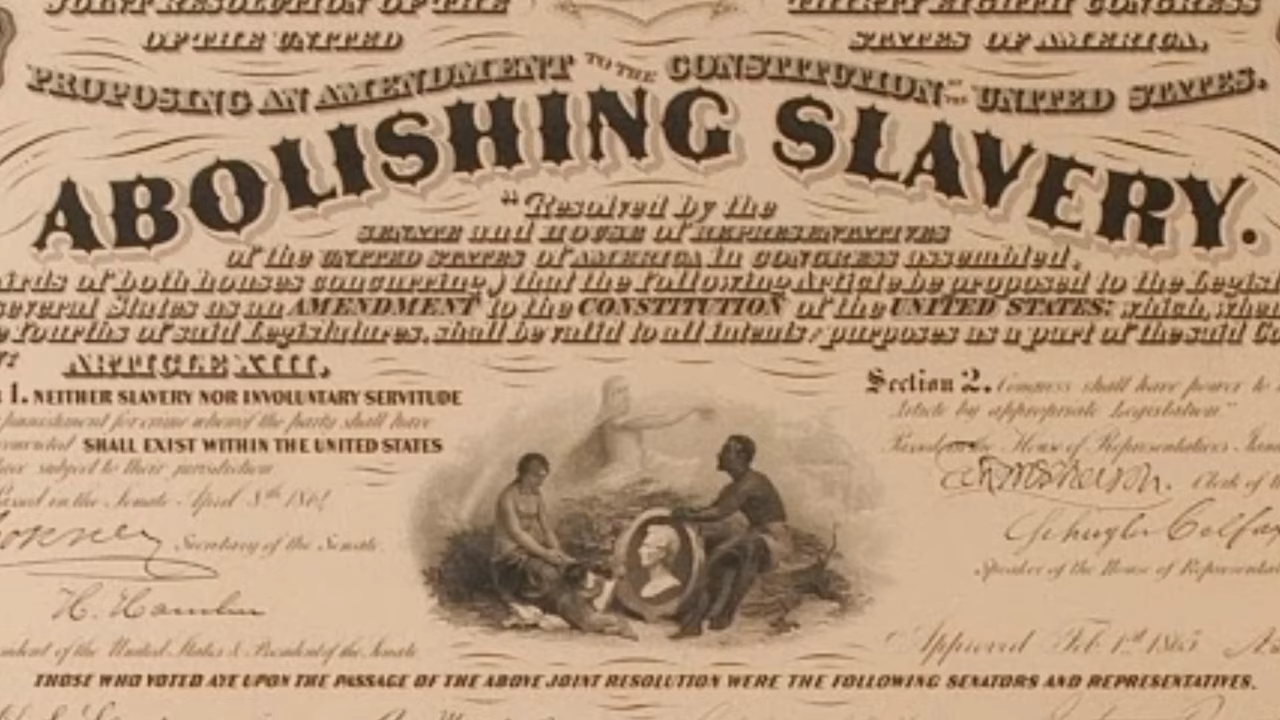 JOINT RESOLUTION OF THE
THIRTY EIGHTH CONGRESS
OF THE UNITED
STATES OF AMERICA,
PROPOSING AN AMENDMENT TO THE CONSTITUTION OF THE UNITED STATES,
ABOLISHING SLAVERY.
"Resolved by the
SENATE and HOUSE of REPRESENTATIVES
of the UNITED STATES of AMERICA in CONGRESS assembled,
irds of both houses concurring,) that the following Article be proposed to the Legisl
several States as an AMENDMENT to the CONSTITUTION of the UNITED STATES: which, whe
e fourths of said Legislatures, shall be valid to all intents & purposes as a part of the said Co
ARTICLE XIII,
1. NEITHER SLAVERY NOR INVOLUNTARY SERVITUDE
punishment for crime whereof the party shall have
convicted SHALL EXIST WITHIN THE UNITED STATES
subject to their jurisdiction
Passed in the Senate April 8th 1864
Secretary of the Senate.
H. Hamlin
ident of the United States & President of the Senate
Section 2. Congress shall have power to
Article by appropriate Legislation"
Passed the House of Representatives Jan
Clerk of t
Schuyler Colfax
Speaker of the House of Representat
Approved Feb 1st 1865
THOSE WHO VOTED AYE UPON THE PASSAGE OF THE ABOVE JOINT RESOLUTION WERE THE FOLLOWING SENATORS AND REPRESENTATIVES.